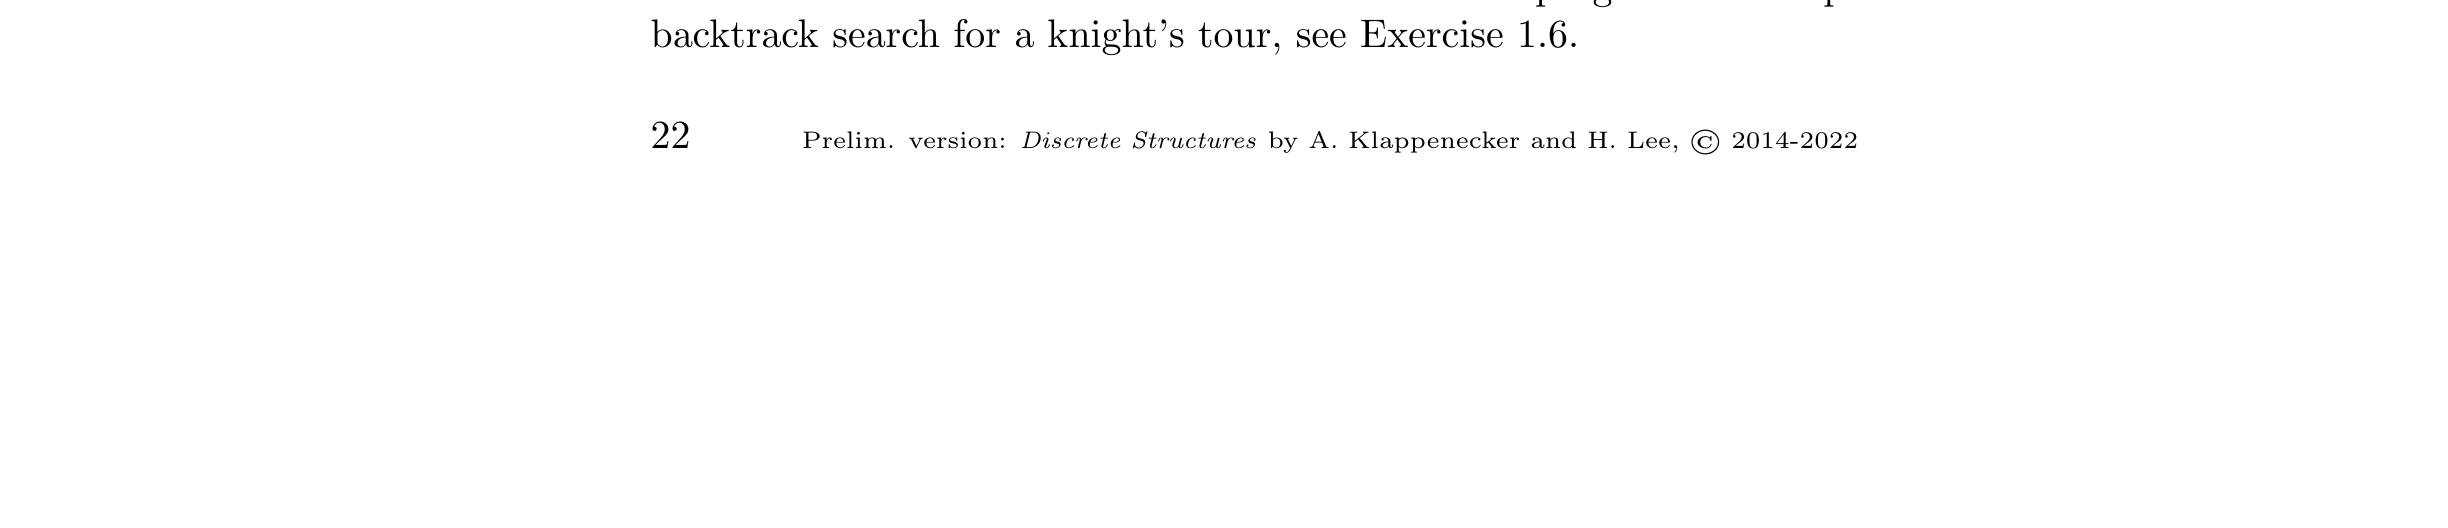 backtrack search for a knight's tour, see Exercise 1.6.
22 Prelim. version: Discrete Structures by A. Klappenecker and H. Lee, © 2014-2022